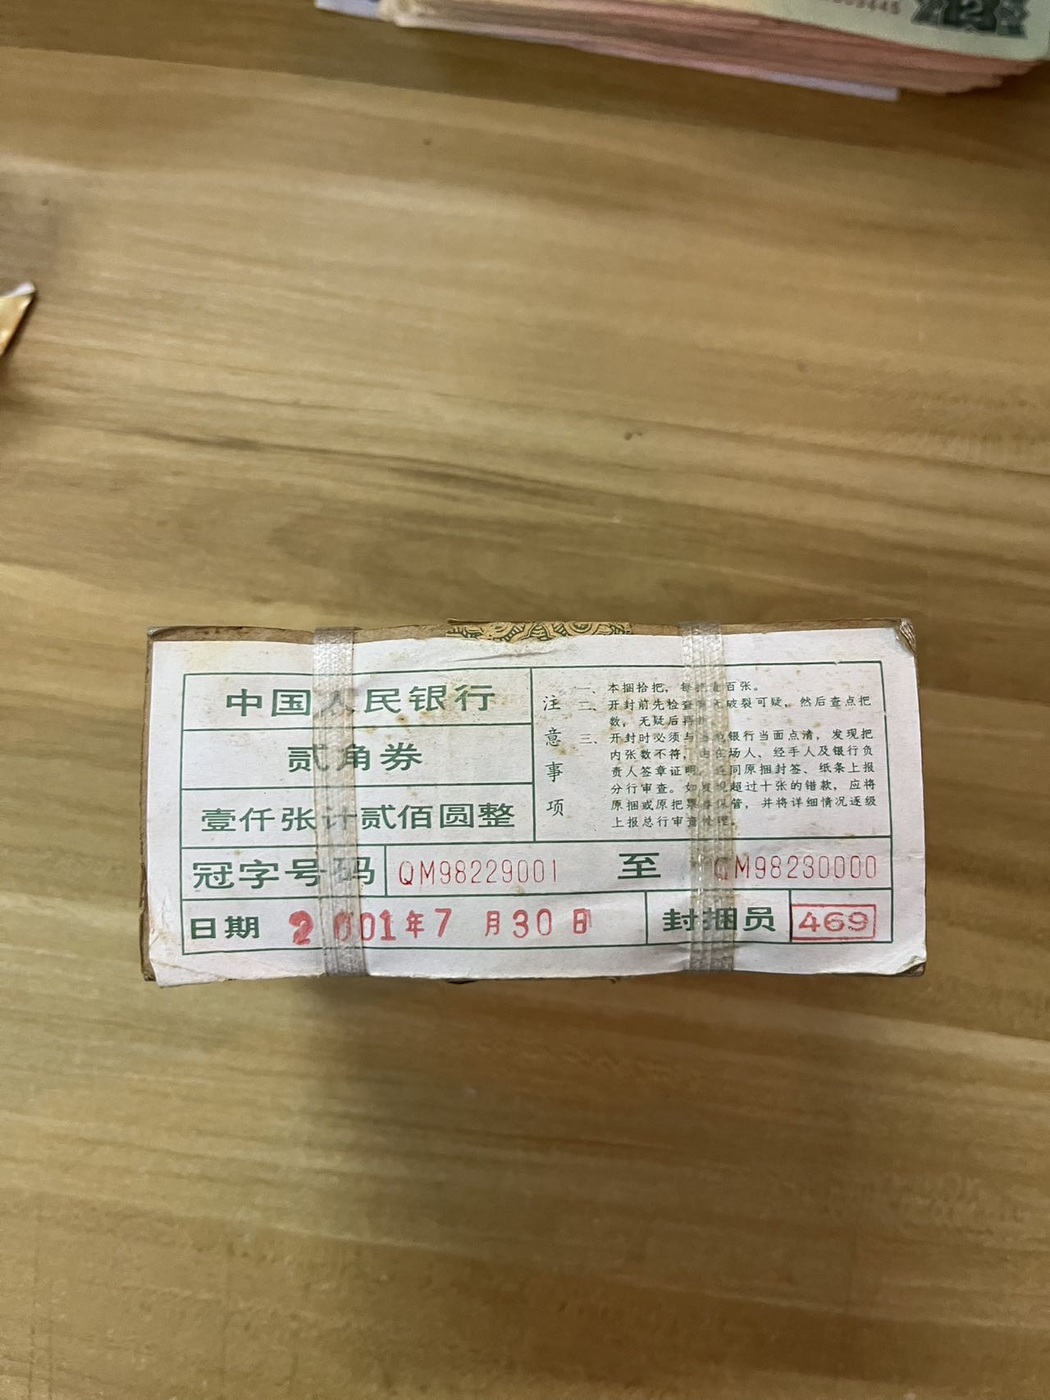 中国人民银行
贰角券
壹仟张计贰佰圆整
注意事项
一、本捆拾把，每把壹百张。
二、开封前先检查有无破裂可疑，然后查点把
数，无疑后再
三、开封时必须与当地银行当面点清，发现把
内张数不符，由在场人、经手人及银行负
责人签章证明，连同原捆封签、纸条上报
分行审查。如发现超过十张的错款，应将
原捆或原把票券保管，并将详细情况逐级
上报总行审查处理。
冠字号码 QM98229001 至 QM98230000
日期 2001年7月30日 封捆员 469